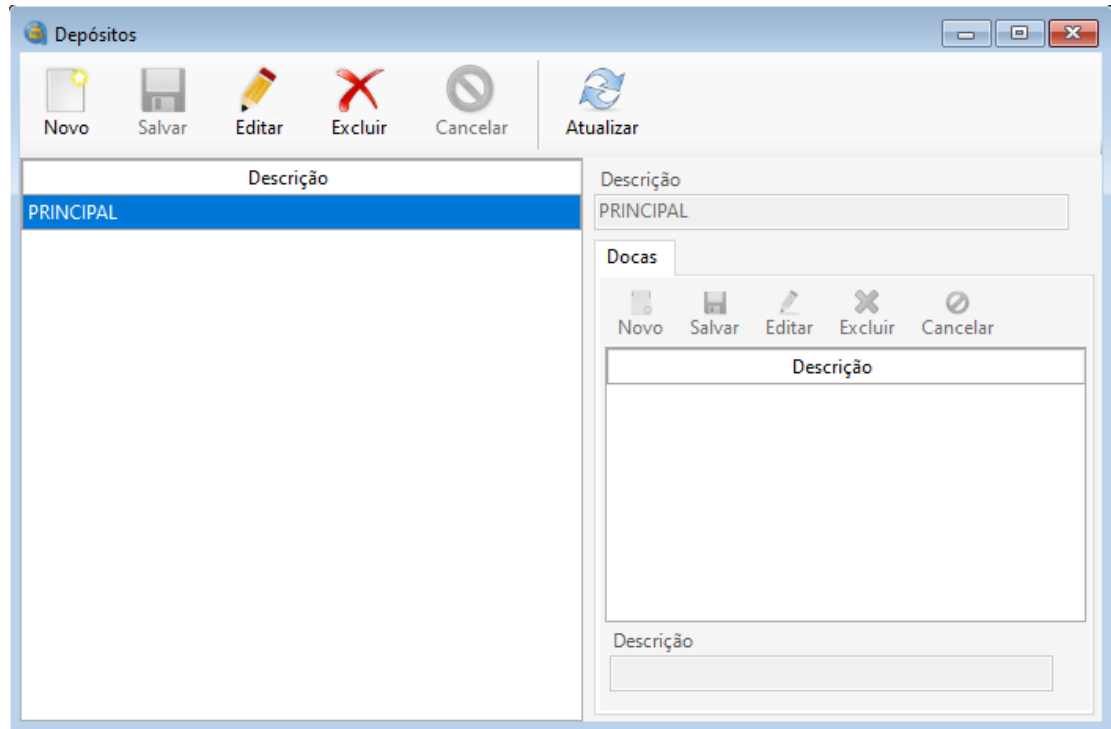 Depósitos
Novo Salvar Editar Excluir Cancelar Atualizar
Descrição
PRINCIPAL
Descrição
PRINCIPAL
Docas
Novo Salvar Editar Excluir Cancelar
Descrição
Descrição